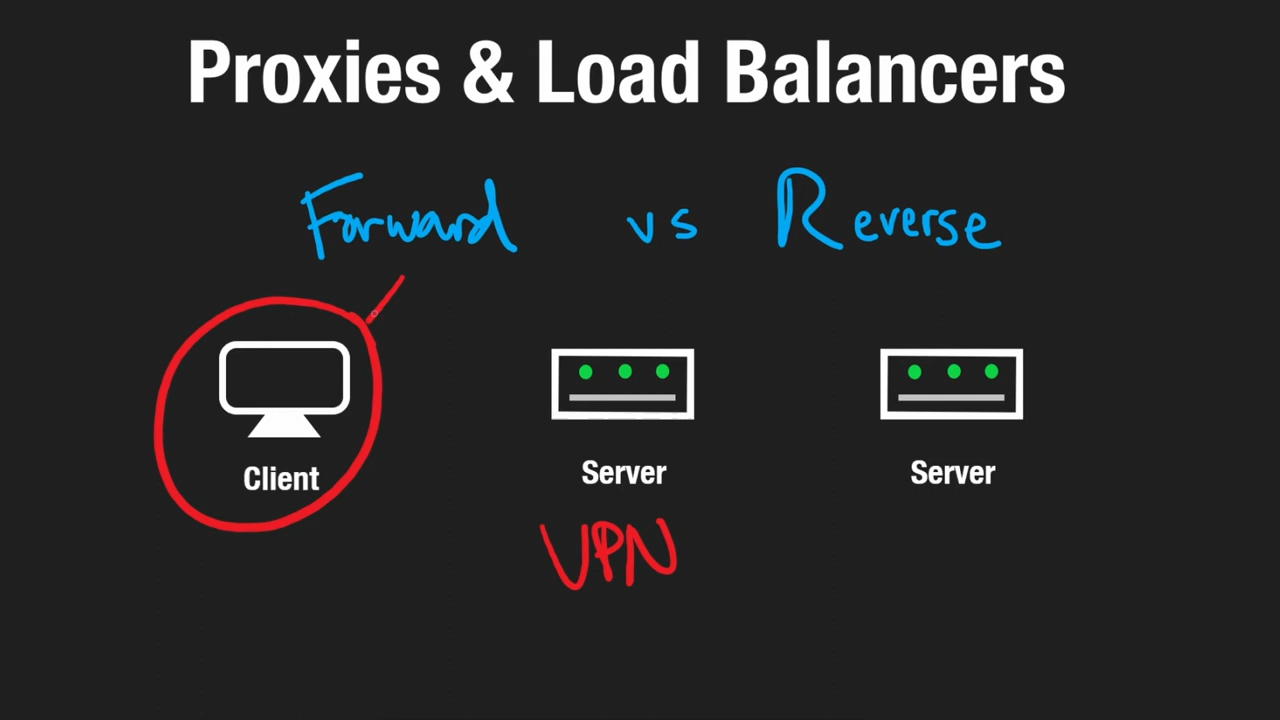 Proxies & Load Balancers
Forward vs Reverse
Client Server Server
VPN